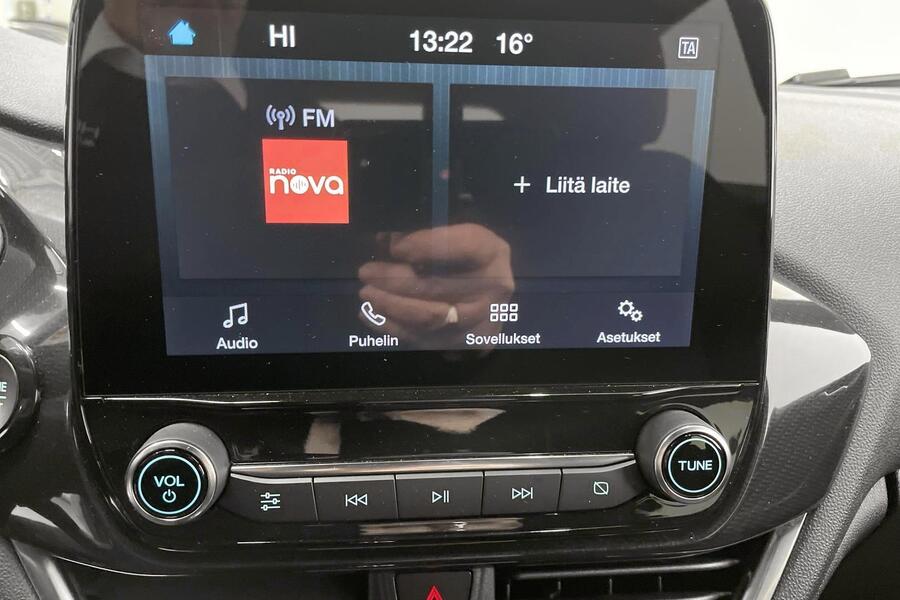 HI 13:22 16° TA
FM
RADIO
nova
+ Liitä laite
Audio Puhelin Sovellukset Asetukset
VOL
TUNE